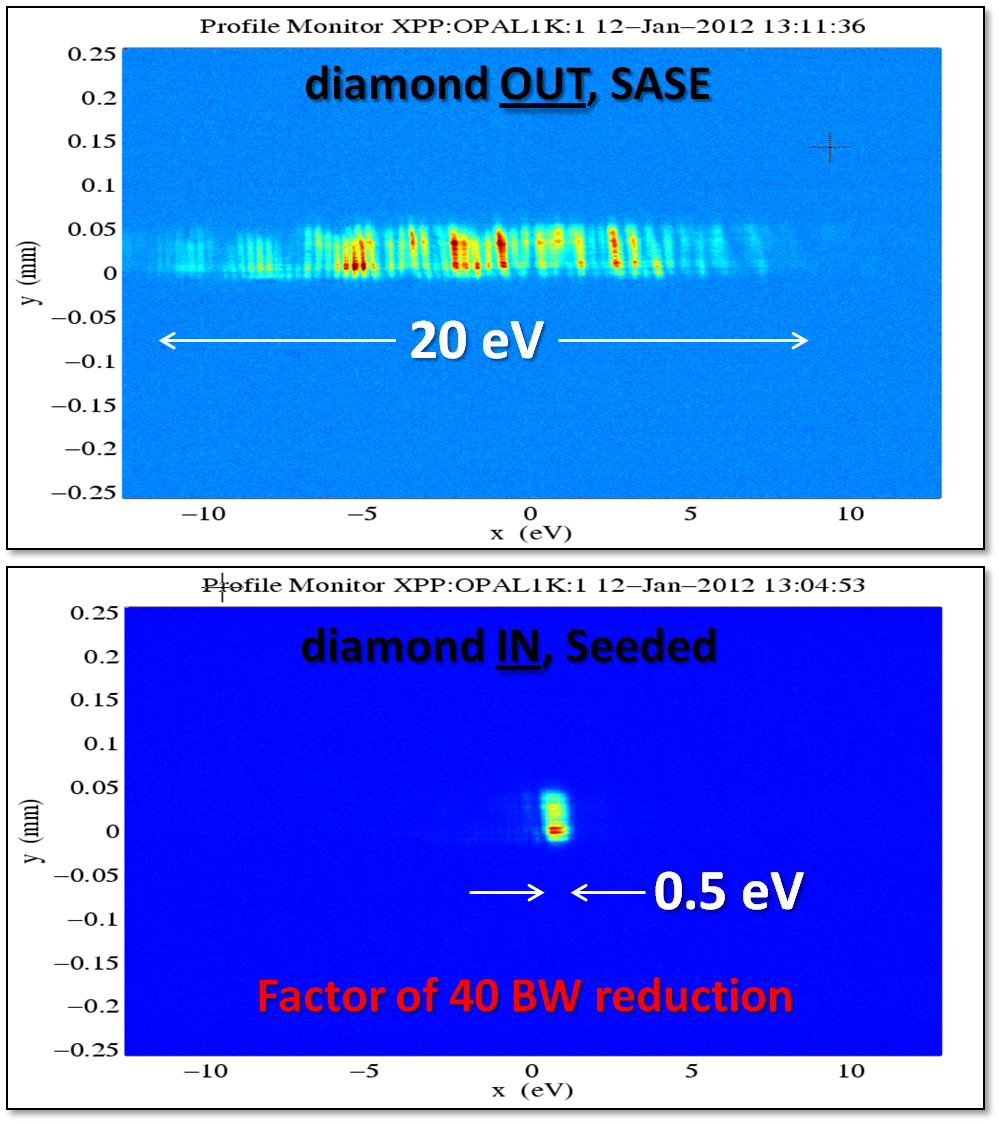 Profile Monitor XPP:OPAL1K:1 12−Jan−2012 13:11:36
diamond OUT, SASE
0.25
0.2
0.15
0.1
0.05
0
−0.05
−0.1
−0.15
−0.2
−0.25
y (mm)
20 eV
−10 −5 0 5 10
x (eV)
Profile Monitor XPP:OPAL1K:1 12−Jan−2012 13:04:53
diamond IN, Seeded
0.25
0.2
0.15
0.1
0.05
0
−0.05
−0.1
−0.15
−0.2
−0.25
y (mm)
0.5 eV
Factor of 40 BW reduction
−10 −5 0 5 10
x (eV)